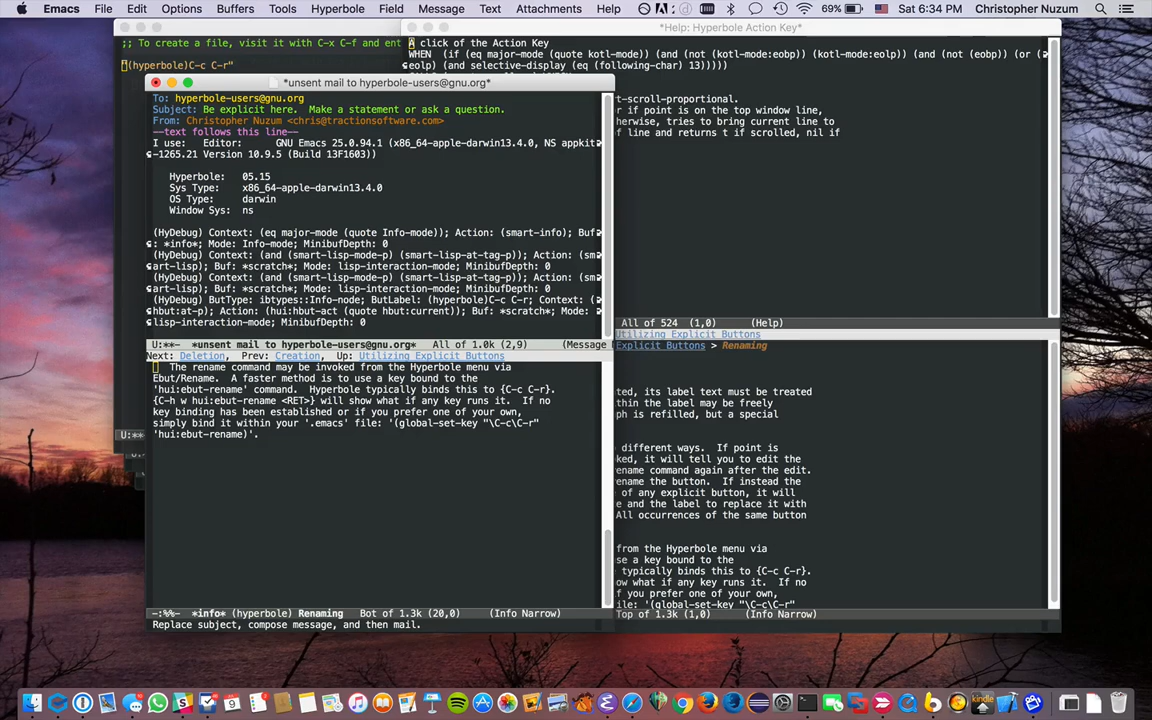 Emacs File Edit Options Buffers Tools Hyperbole Field Message Text Attachments Help 69% Sat 6:34 PM Christopher Nuzum
*Help: Hyperbole Action Key*
;; To create a file, visit it with C-x C-f and ent
"(hyperbole)C-c C-r"
A click of the Action Key
WHEN (if (eq major-mode (quote kotl-mode)) (and (not (kotl-mode:eobp)) (kotl-mode:eolp)) (and (not (eobp)) (or (
eolp) (and selective-display (eq (following-char) 13)))))
rt-scroll-proportional.
r if point is on the top window line,
therwise, tries to bring current line to
of line and returns t if scrolled, nil if
All of 524 (1,0) (Help)
*unsent mail to hyperbole-users@gnu.org*
To: hyperbole-users@gnu.org
Subject: Be explicit here. Make a statement or ask a question.
From: Christopher Nuzum <chris@tractionsoftware.com>
--text follows this line--
I use: Editor: GNU Emacs 25.0.94.1 (x86_64-apple-darwin13.4.0, NS appkit
-1265.21 Version 10.9.5 (Build 13F1603))
Hyperbole: 05.15
Sys Type: x86_64-apple-darwin13.4.0
OS Type: darwin
Window Sys: ns
(HyDebug) Context: (eq major-mode (quote Info-mode)); Action: (smart-info); Buf
: *info*; Mode: Info-mode; MinibufDepth: 0
(HyDebug) Context: (and (smart-lisp-mode-p) (smart-lisp-at-tag-p)); Action: (sm
art-lisp); Buf: *scratch*; Mode: lisp-interaction-mode; MinibufDepth: 0
(HyDebug) Context: (and (smart-lisp-mode-p) (smart-lisp-at-tag-p)); Action: (sm
art-lisp); Buf: *scratch*; Mode: lisp-interaction-mode; MinibufDepth: 0
(HyDebug) ButType: ibtypes::Info-node; ButLabel: (hyperbole)C-c C-r; Context: (
hbut:at-p); Action: (hui:hbut-act (quote hbut:current)); Buf: *scratch*; Mode:
lisp-interaction-mode; MinibufDepth: 0
U:**- *unsent mail to hyperbole-users@gnu.org* All of 1.0k (2,9) (Message
Next: Deletion, Prev: Creation, Up: Utilizing Explicit Buttons
The rename command may be invoked from the Hyperbole menu via
Ebut/Rename. A faster method is to use a key bound to the
'hui:ebut-rename' command. Hyperbole typically binds this to {C-c C-r}.
{C-h w hui:ebut-rename <RET>} will show what if any key runs it. If no
key binding has been established or if you prefer one of your own,
simply bind it within your '.emacs' file: '(global-set-key "\C-c\C-r"
'hui:ebut-rename)'.
-:%%- *info* (hyperbole) Renaming Bot of 1.3k (20,0) (Info Narrow)
Replace subject, compose message, and then mail.
U:**
Utilizing Explicit Buttons
Explicit Buttons > Renaming
ted, its label text must be treated
ithin the label may be freely
ph is refilled, but a special
different ways. If point is
ked, it will tell you to edit the
rename command again after the edit.
ename the button. If instead the
of any explicit button, it will
e and the label to replace it with
All occurrences of the same button
from the Hyperbole menu via
se a key bound to the
typically binds this to {C-c C-r}.
ow what if any key runs it. If no
if you prefer one of your own,
file: '(global-set-key "\C-c\C-r"
Top of 1.3k (1,0) (Info Narrow)